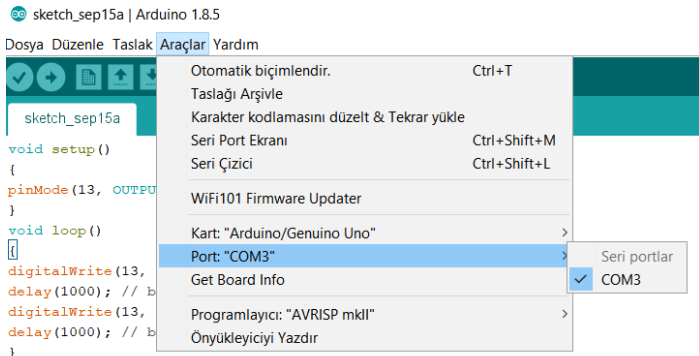 sketch_sep15a | Arduino 1.8.5
Dosya Düzenle Taslak Araçlar Yardım
Otomatik biçimlendir. Ctrl+T
Taslağı Arşivle
Karakter kodlamasını düzelt & Tekrar yükle
Seri Port Ekranı Ctrl+Shift+M
Seri Çizici Ctrl+Shift+L
WiFi101 Firmware Updater
Kart: "Arduino/Genuino Uno"
Port: "COM3"
Get Board Info
Programlayıcı: "AVRISP mkII"
Önyükleyiciyi Yazdır
Seri portlar
COM3
sketch_sep15a
void setup()
{
pinMode(13, OUTPU
}
void loop()
{
digitalWrite(13,
delay(1000); // b
digitalWrite(13,
delay(1000); // b
}